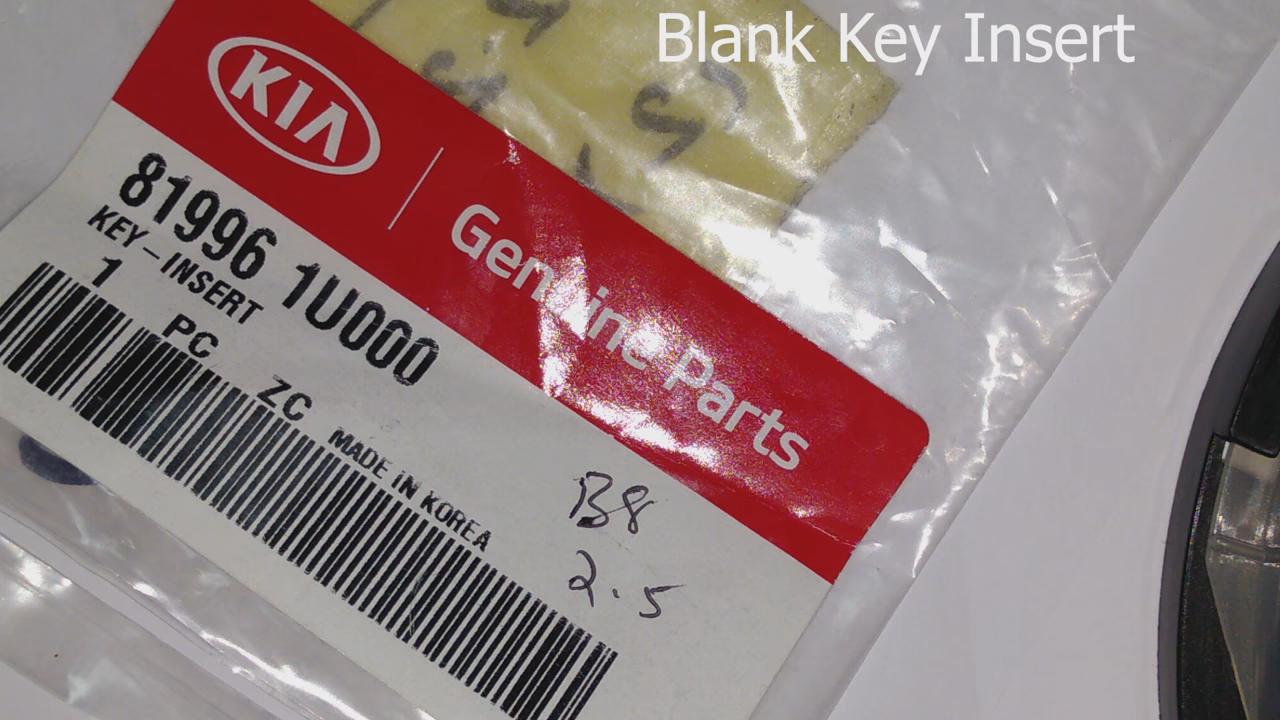 Blank Key Insert
KIA
Genuine Parts
81996 1U000
KEY-INSERT
1 PC ZC MADE IN KOREA
B8
2.5